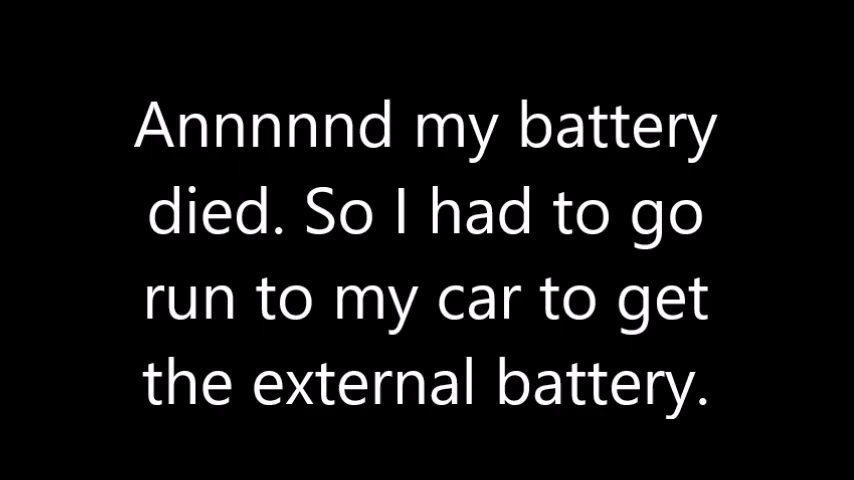 Annnnnd my battery
died. So I had to go
run to my car to get
the external battery.